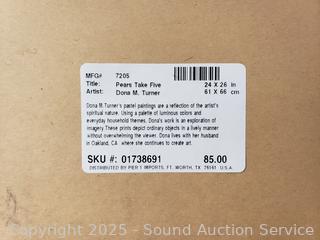 MFG# 7205
Title: Pears Take Five 24 X 26 In
Artist: Dona M. Turner 61 X 66 cm
Dona M.Turner's pastel paintings are a reflection of the artist's
spiritual nature. Using a palette of luminous colors and
everyday household themes. Dona's work is an exploration of
imagery. These prints depict ordinary objects in a lively manner
without overwhelming the viewer. Dona lives with her husband
in Oakland, CA where she continues to create art.
SKU #: 01738691 85.00
DISTRIBUTED BY PIER 1 IMPORTS, FT. WORTH, TX 76161 U.S.A
Copyright © 2025 - Sound Auction Service